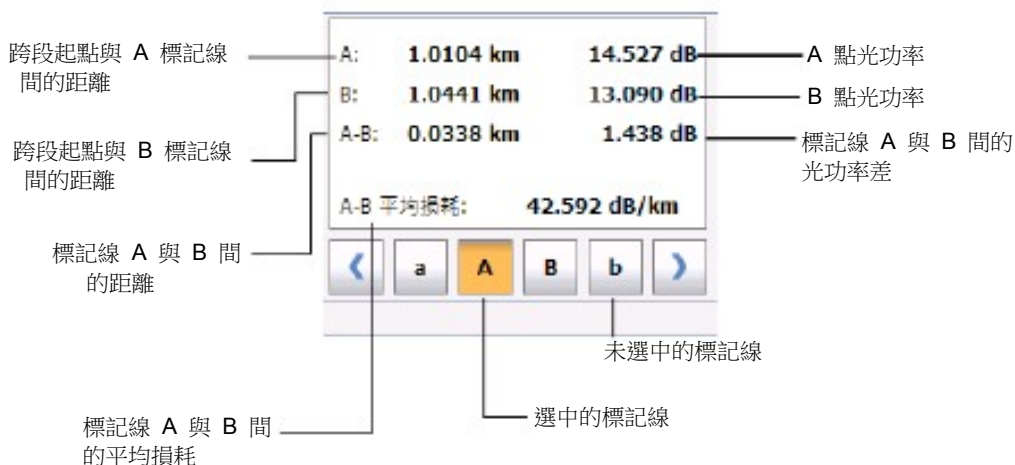 跨段起點與 A 標記線
間的距離
A: 1.0104 km 14.527 dB
A 點光功率
B: 1.0441 km 13.090 dB
B 點光功率
跨段起點與 B 標記線
間的距離
A-B: 0.0338 km 1.438 dB
標記線 A 與 B 間的
光功率差
A-B 平均損耗: 42.592 dB/km
標記線 A 與 B 間
的距離
a A B b
未選中的標記線
選中的標記線
標記線 A 與 B 間
的平均損耗